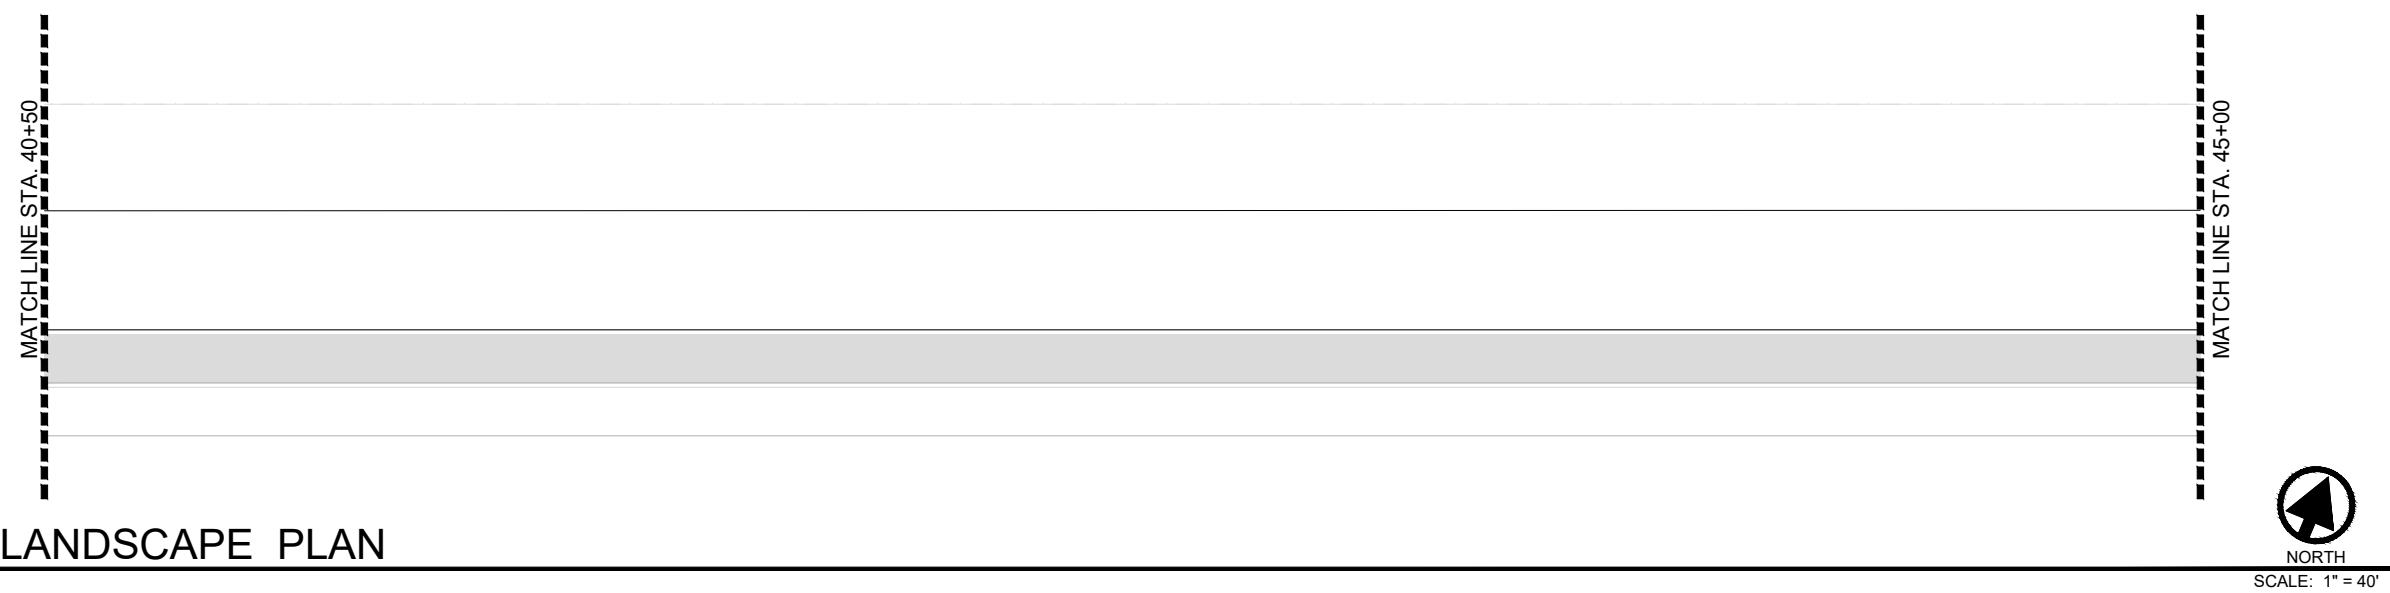 MATCH LINE STA. 40+50
MATCH LINE STA. 45+00
LANDSCAPE PLAN
NORTH
SCALE: 1" = 40'